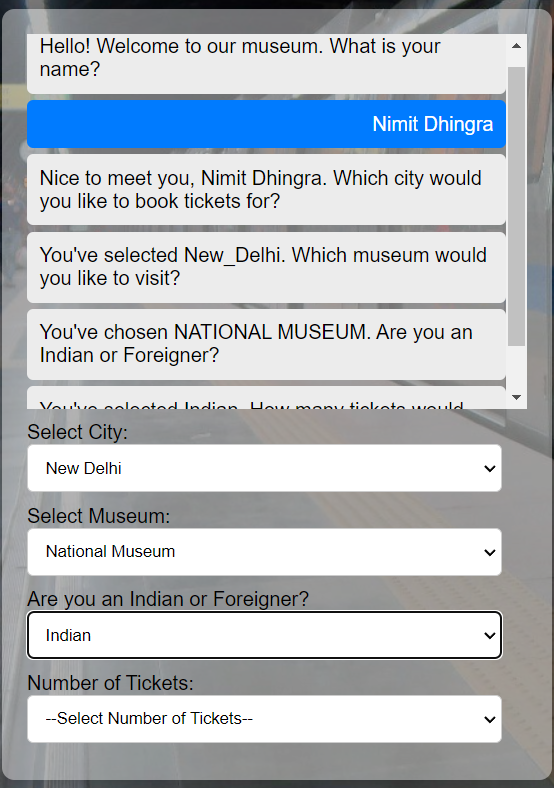 Hello! Welcome to our museum. What is your
name?
Nimit Dhingra
Nice to meet you, Nimit Dhingra. Which city would
you like to book tickets for?
You've selected New_Delhi. Which museum would
you like to visit?
You've chosen NATIONAL MUSEUM. Are you an
Indian or Foreigner?
You've selected Indian. How many tickets would
Select City:
New Delhi
Select Museum:
National Museum
Are you an Indian or Foreigner?
Indian
Number of Tickets:
--Select Number of Tickets--